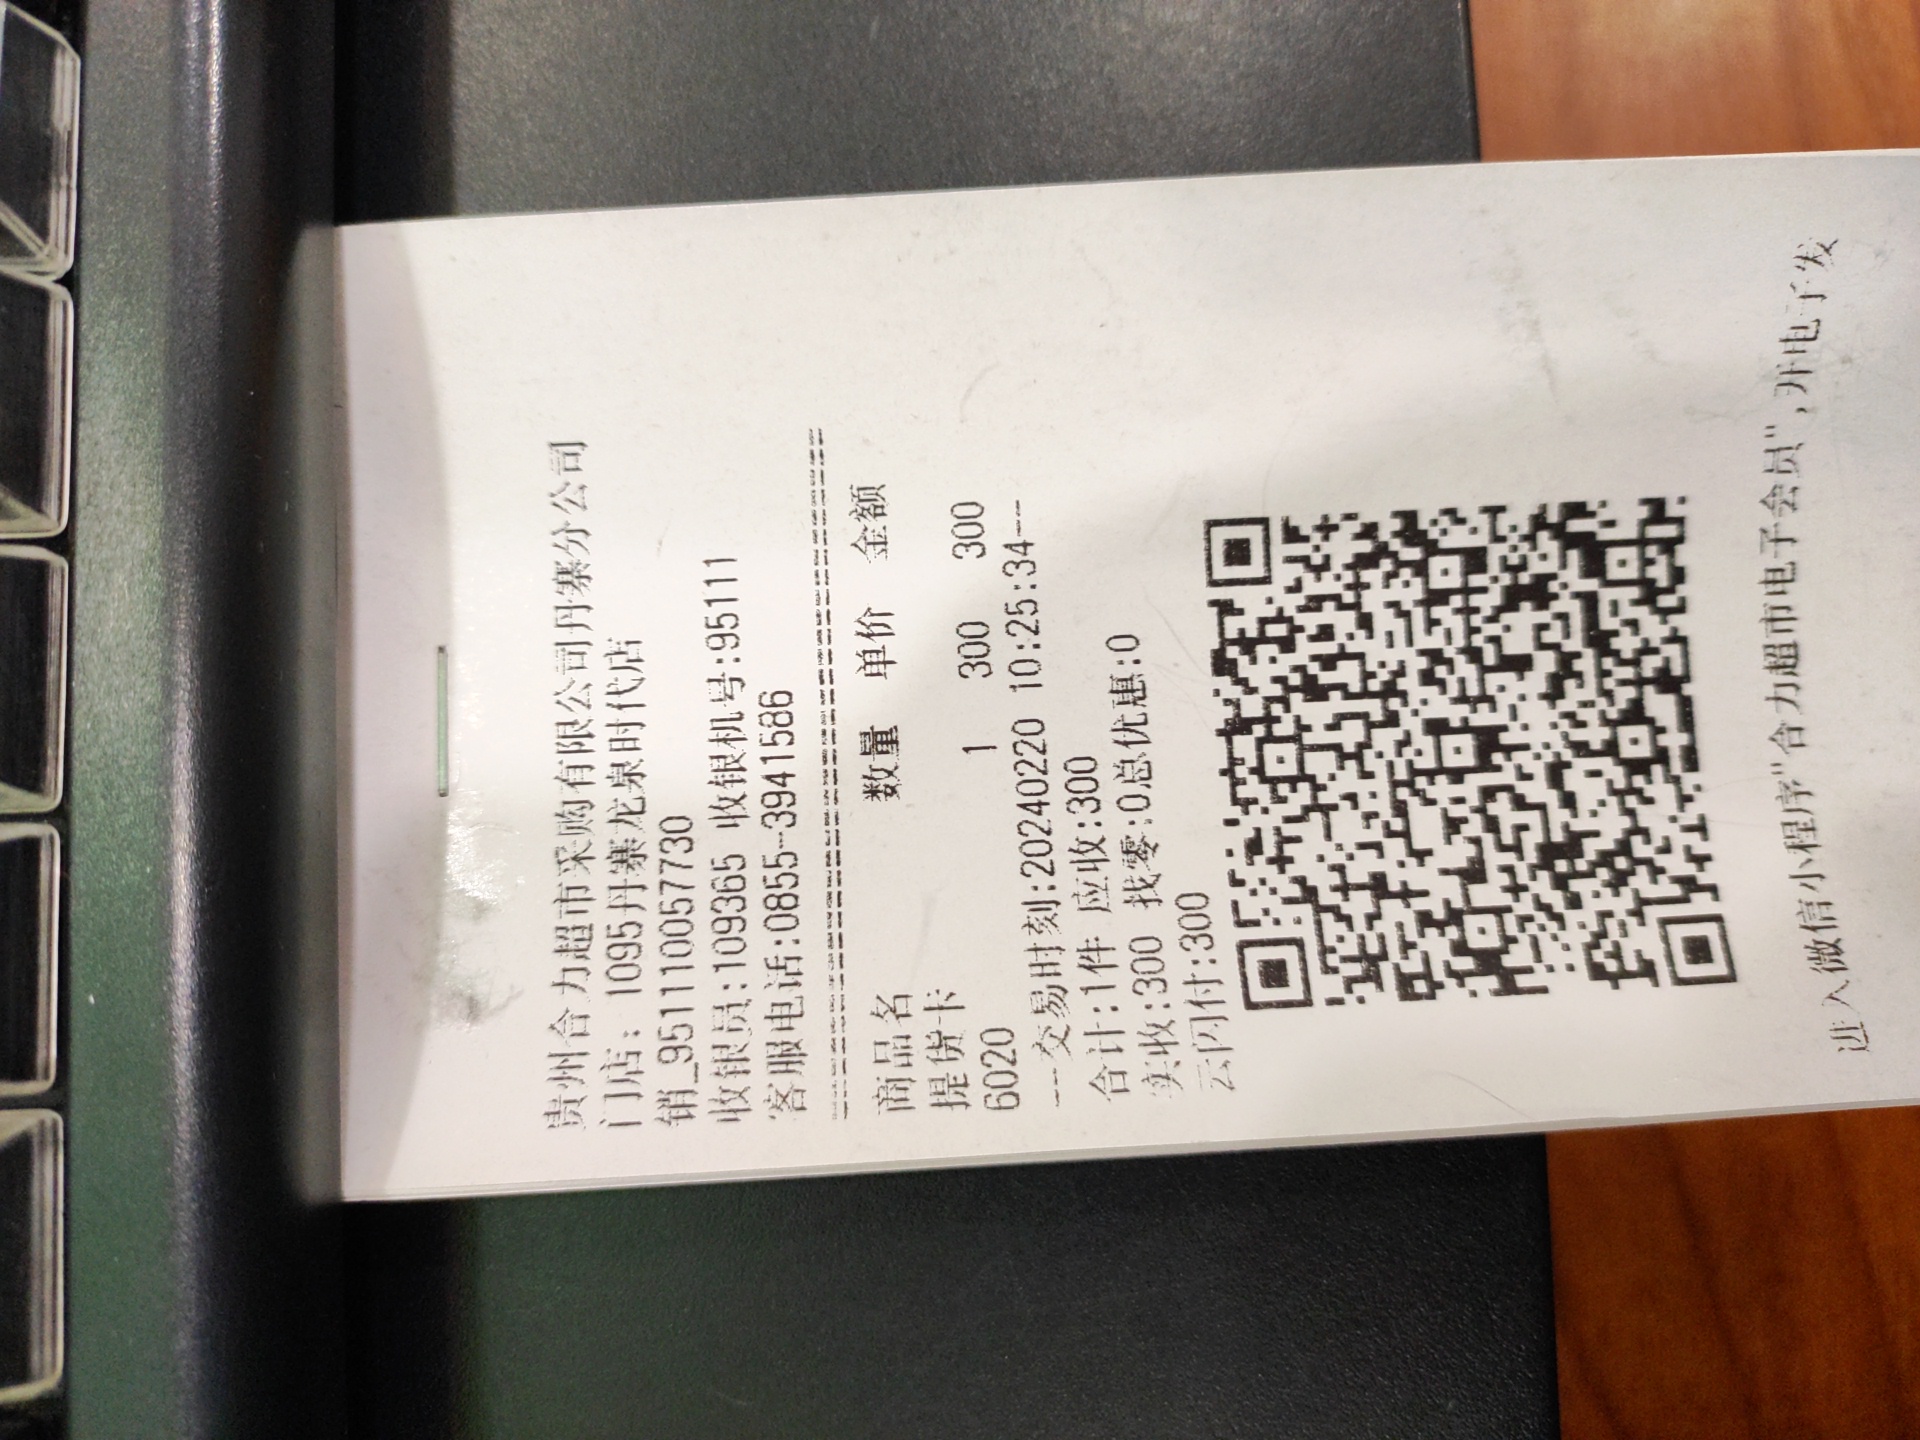 贵州合力超市采购有限公司丹寨分公司
门店: 1095丹寨龙泉时代店
销_951110057730
收银员:109365 收银机号:95111
客服电话:0855-3941586
商品名 数量 单价 金额
提货卡
6020 1 300 300
--交易时刻:20240220 10:25:34--
合计:1件 应收:300
实收:300 找零:0总优惠:0
云闪付:300
进入微信小程序"合力超市电子会员",开电子发